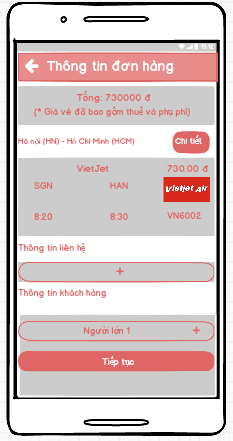 Thông tin đơn hàng
Tổng: 730000 đ
(* Giá vé đã bao gồm thuế và phụ phí)
Hà nôi (HN) - Hồ Chí Minh (HCM) Chi tiết
VietJet 730.00 đ
SGN HAN Vietjet Air
8:20 8:30 VN6002
Thông tin liên hệ
+
Thông tin khách hàng
Người lớn 1 +
Tiếp tục